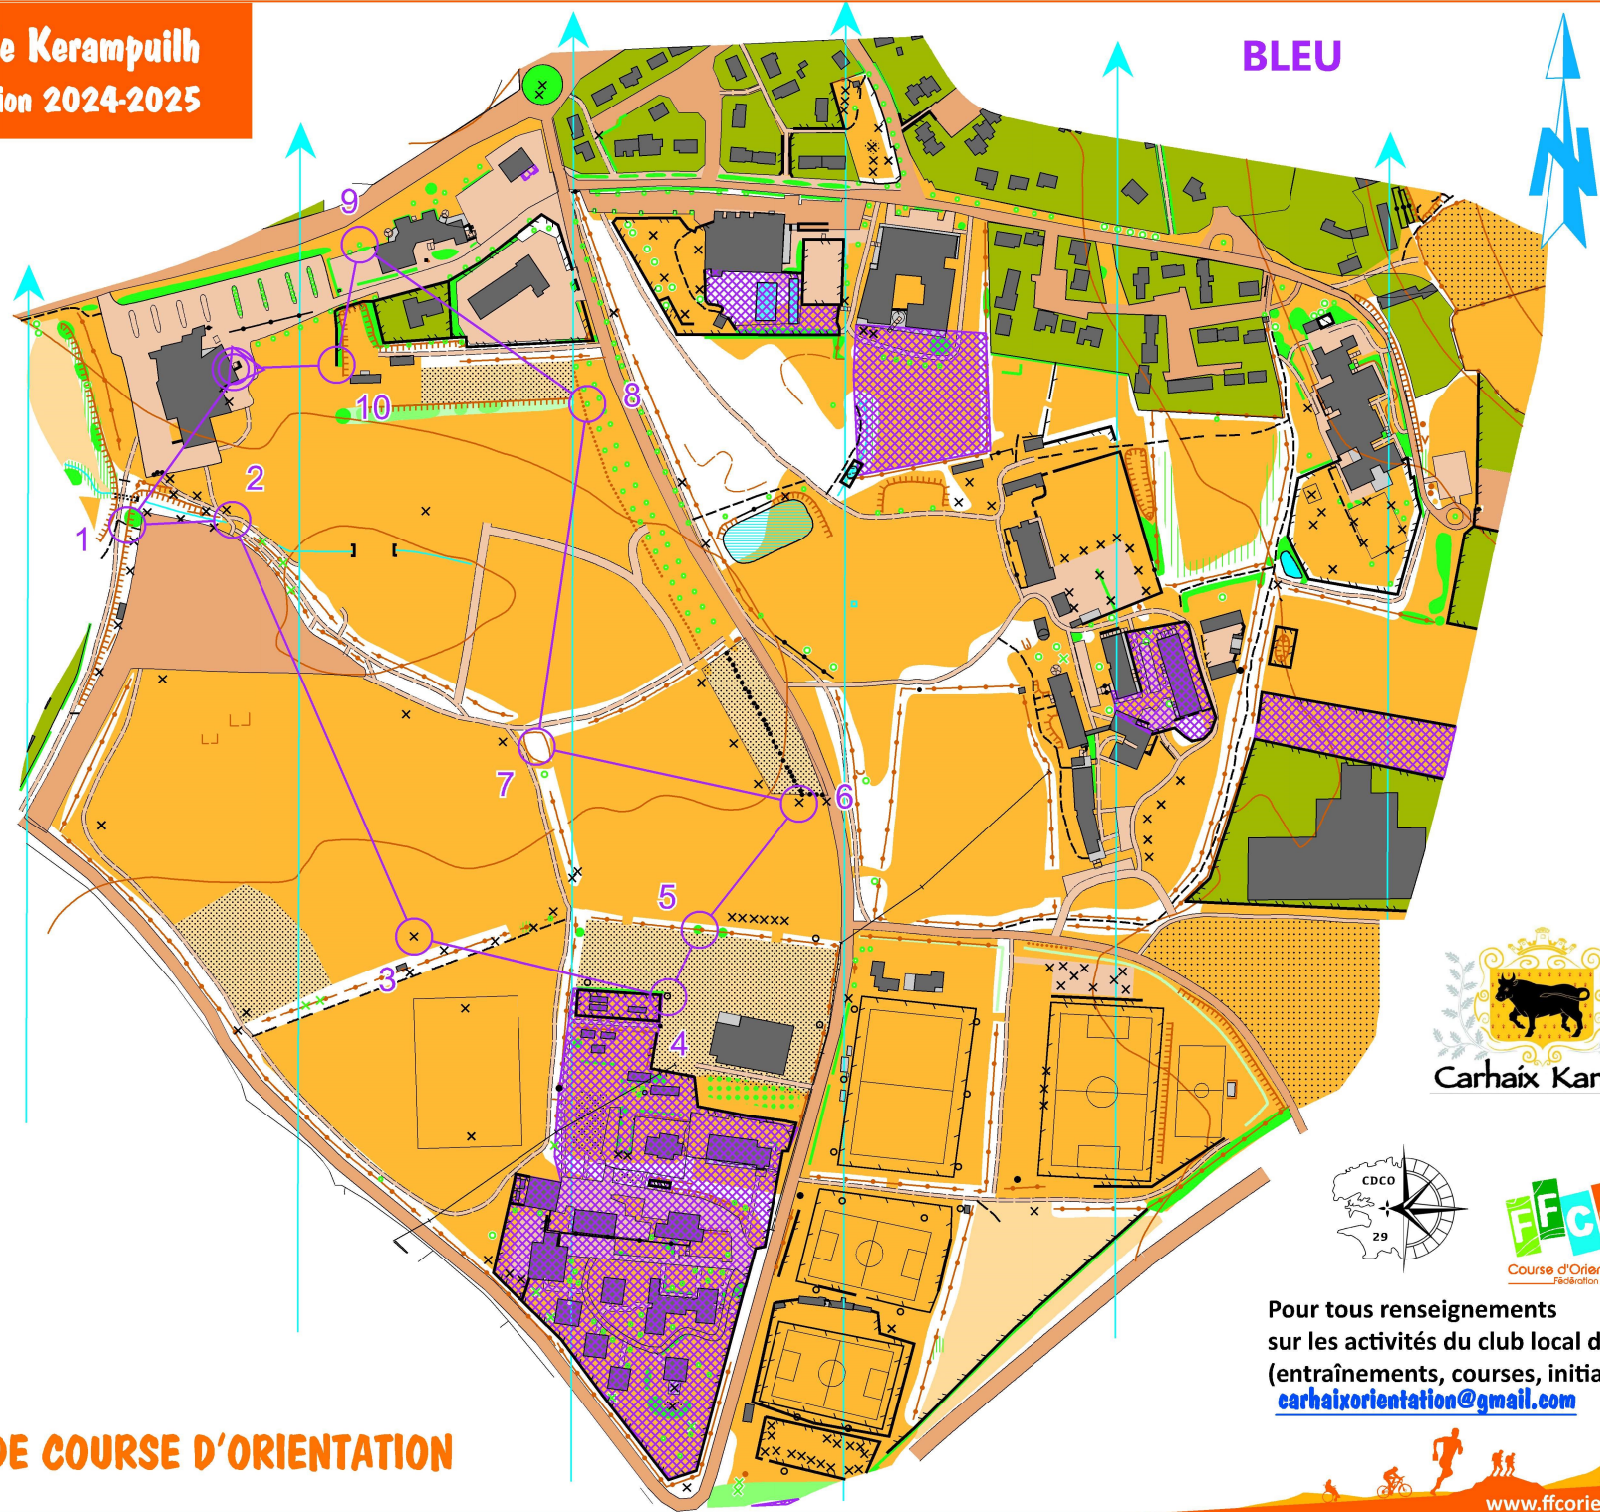 e Kerampuilh
ion 2024-2025
BLEU
N
9
8
10
2
1
7
6
5
3
4
Carhaix Kar
CDCO
29
FFC
Course d'Orie
Fédération
Pour tous renseignements
sur les activités du club local d
(entraînements, courses, initia
carhaixorientation@gmail.com
DE COURSE D'ORIENTATION
www.ffcorie